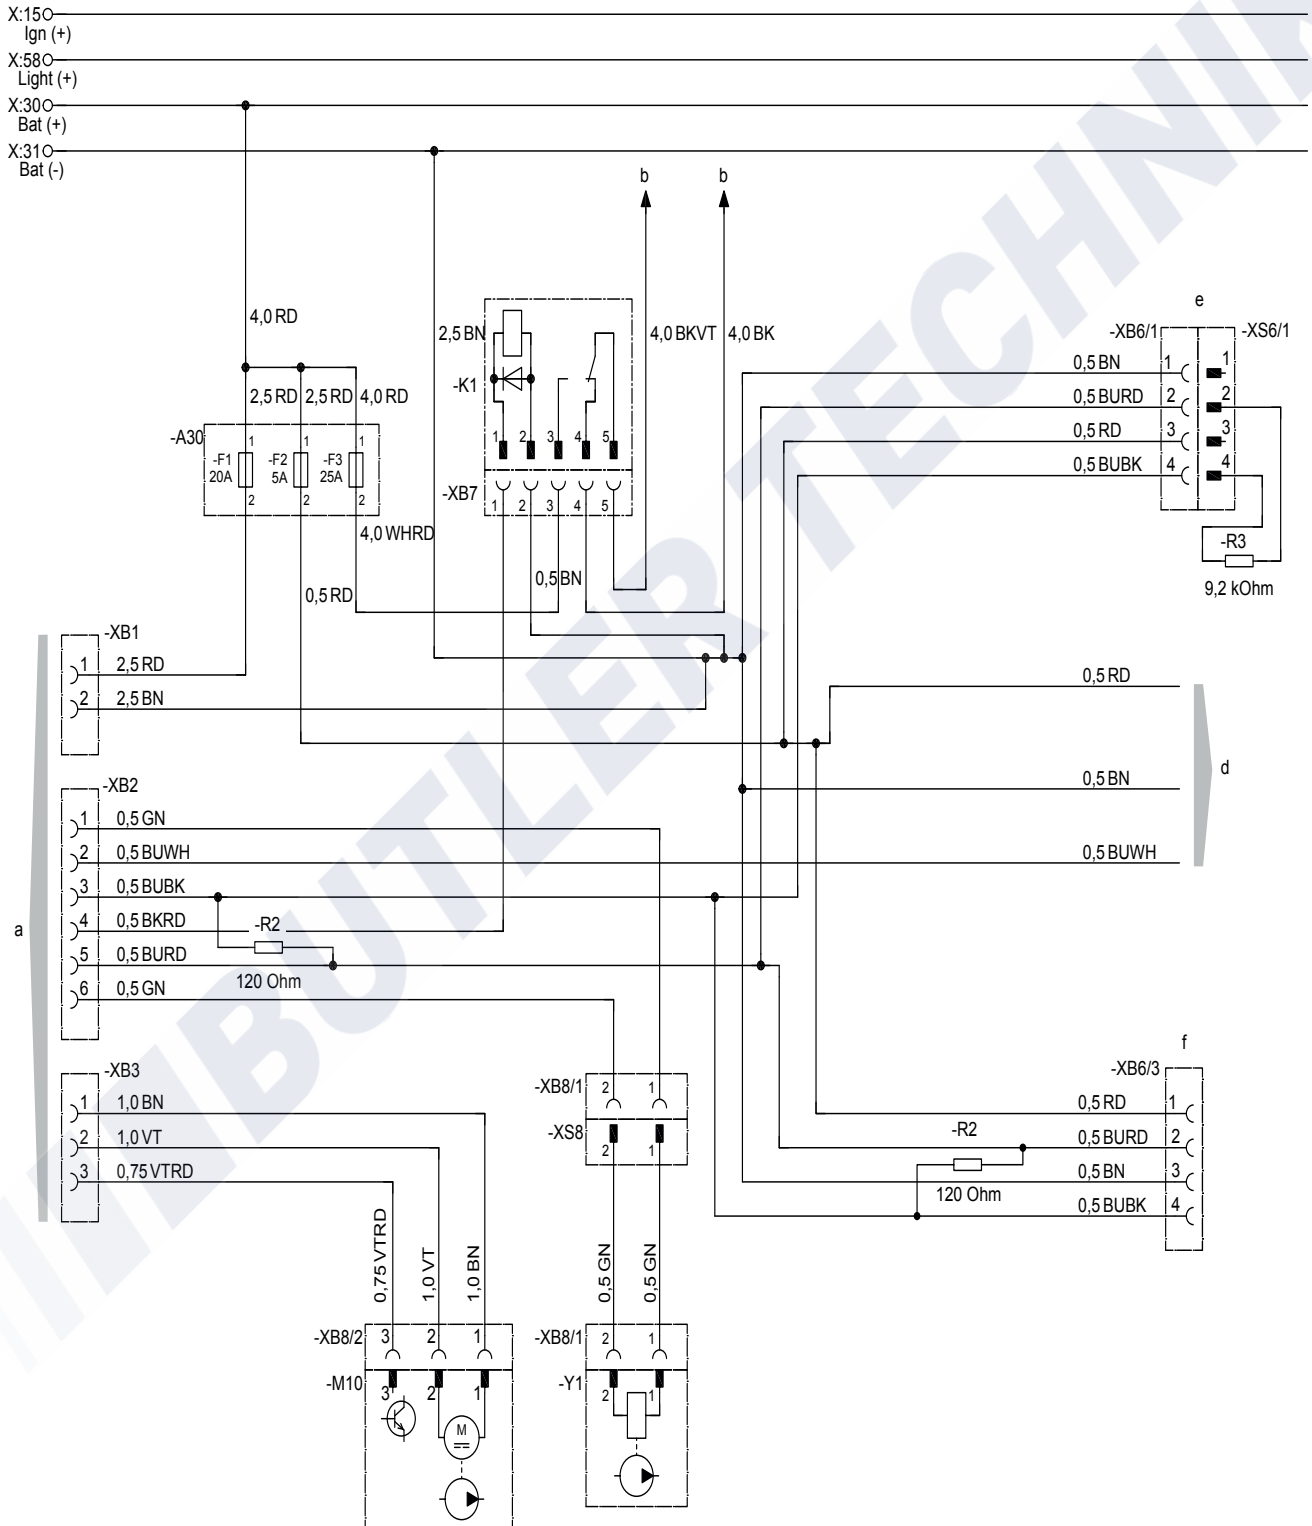 X:15
Ign (+)
X:58
Light (+)
X:30
Bat (+)
X:31
Bat (-)
b
b
4,0 RD
2,5 BN
4,0 BKVT
4,0 BK
e
-XB6/1
-XS6/1
0,5 BN
1
1
0,5 BURD
2
2
0,5 RD
3
3
0,5 BUBK
4
4
-R3
9,2 kOhm
-K1
1
2
3
4
5
-XB7
1
2
3
4
5
2,5 RD
2,5 RD
4,0 RD
-A30
1
1
1
-F1
20A
-F2
5A
-F3
25A
2
2
2
4,0 WHRD
0,5 BN
0,5 RD
-XB1
1
2,5 RD
2
2,5 BN
0,5 RD
d
0,5 BN
0,5 BUWH
-XB2
1
0,5 GN
2
0,5 BUWH
3
0,5 BUBK
4
0,5 BKRD
5
0,5 BURD
6
0,5 GN
-R2
120 Ohm
a
-XB3
1
1,0 BN
2
1,0 VT
3
0,75 VTRD
-XB8/1
2
1
-XS8
2
1
f
-XB6/3
0,5 RD
1
0,5 BURD
2
0,5 BN
3
0,5 BUBK
4
-R2
120 Ohm
0,75 VTRD
1,0 VT
1,0 BN
0,5 GN
0,5 GN
-XB8/2
3
2
1
-M10
3
2
1
M
-XB8/1
2
1
-Y1
2
1
BUTLER TECHNIK